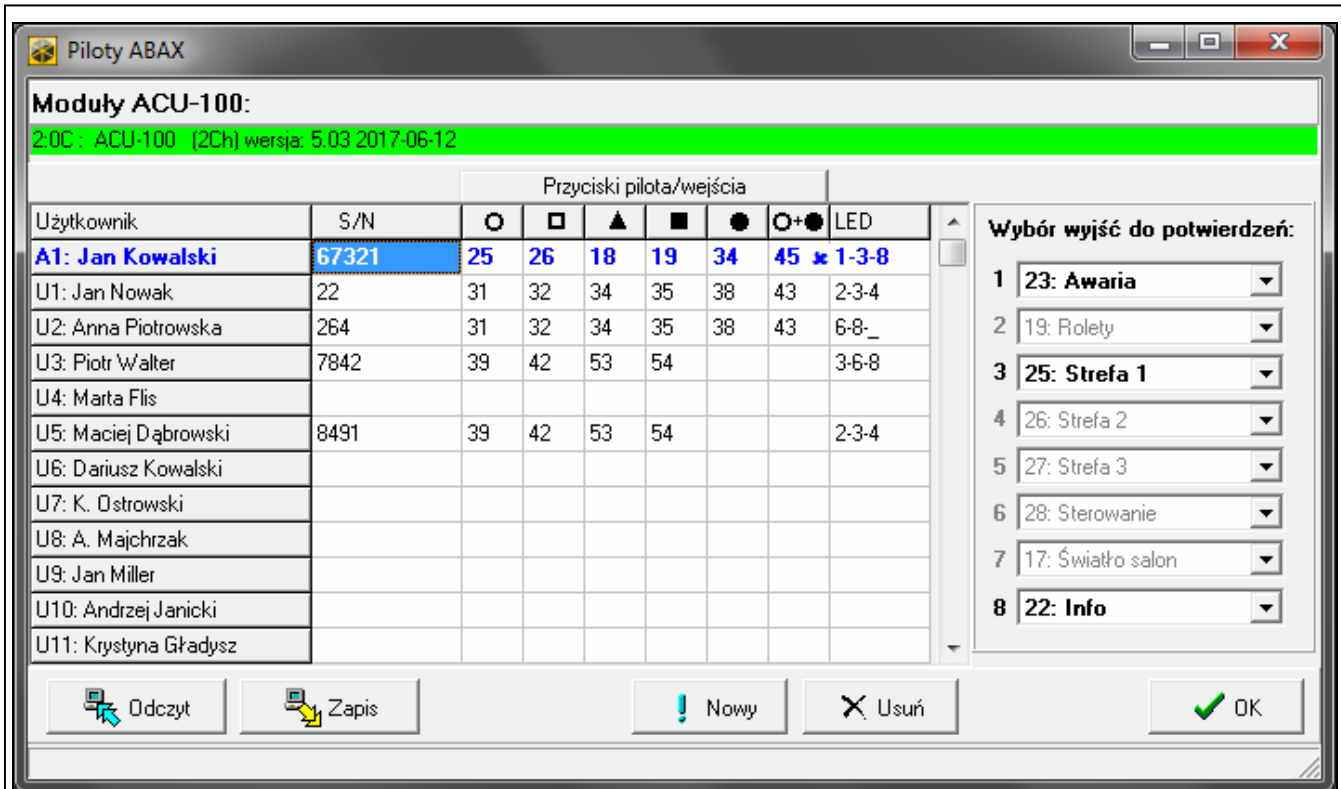 Piloty ABAX
Moduły ACU-100:
2:0C : ACU-100 (2Ch) wersja: 5.03 2017-06-12
Przyciski pilota/wejścia
Użytkownik S/N O+● LED
A1: Jan Kowalski 67321 25 26 18 19 34 45 1-3-8
U1: Jan Nowak 22 31 32 34 35 38 43 2-3-4
U2: Anna Piotrowska 264 31 32 34 35 38 43 6-8-_
U3: Piotr Walter 7842 39 42 53 54 3-6-8
U4: Marta Flis
U5: Maciej Dąbrowski 8491 39 42 53 54 2-3-4
U6: Dariusz Kowalski
U7: K. Ostrowski
U8: A. Majchrzak
U9: Jan Miller
U10: Andrzej Janicki
U11: Krystyna Gładysz
Wybór wyjść do potwierdzeń:
1 23: Awaria
2 19: Rolety
3 25: Strefa 1
4 26: Strefa 2
5 27: Strefa 3
6 28: Sterowanie
7 17: Światło salon
8 22: Info
Odczyt Zapis Nowy Usuń OK